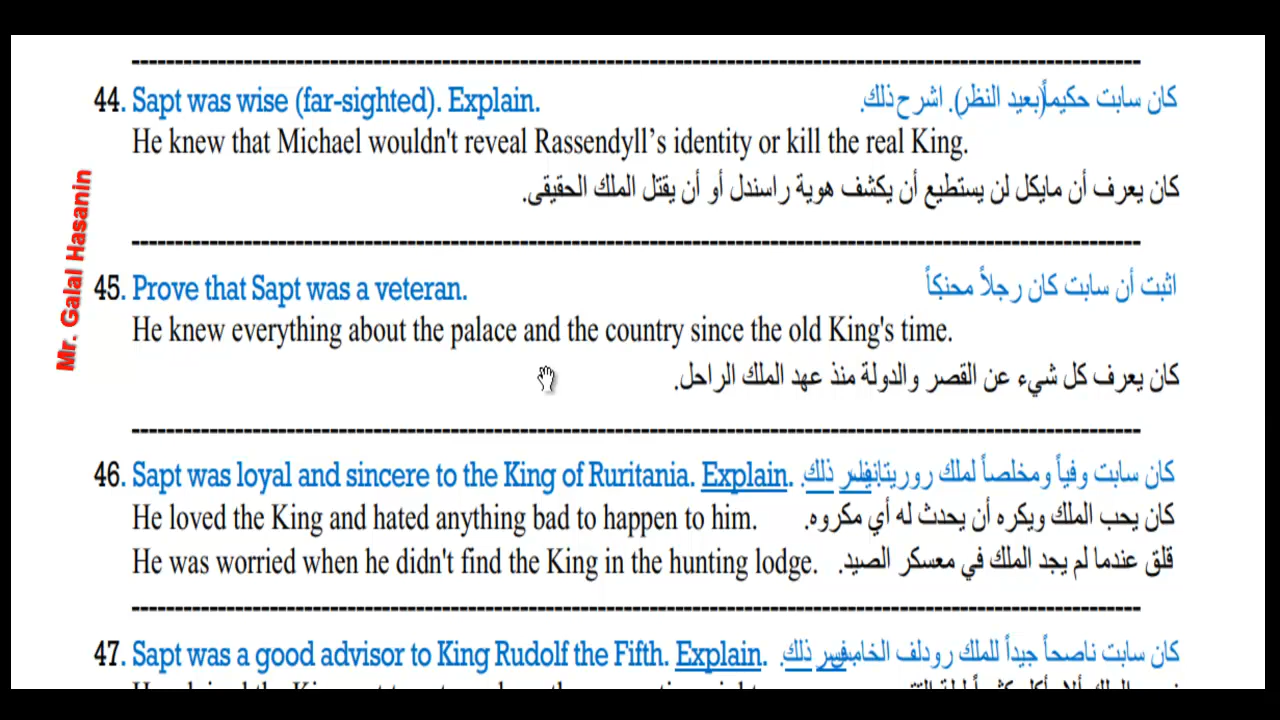 44. Sapt was wise (far-sighted). Explain. كان سابت حكيماً(بعيد النظر). اشرح ذلك.
He knew that Michael wouldn't reveal Rassendyll’s identity or kill the real King.
كان يعرف أن مايكل لن يستطيع أن يكشف هوية راسندل أو أن يقتل الملك الحقيقى.
Mr. Galal Hasanin
45. Prove that Sapt was a veteran. اثبت أن سابت كان رجلاً محنكاً
He knew everything about the palace and the country since the old King's time.
كان يعرف كل شيء عن القصر والدولة منذ عهد الملك الراحل.
46. Sapt was loyal and sincere to the King of Ruritania. Explain. كان سابت وفياً ومخلصاً لملك روريتانيا فسر ذلك.
He loved the King and hated anything bad to happen to him. كان يحب الملك ويكره أن يحدث له أي مكروه.
He was worried when he didn't find the King in the hunting lodge. قلق عندما لم يجد الملك في معسكر الصيد.
47. Sapt was a good advisor to King Rudolf the Fifth. Explain. كان سابت ناصحاً جيداً للملك رودلف الخامس فسر ذلك.